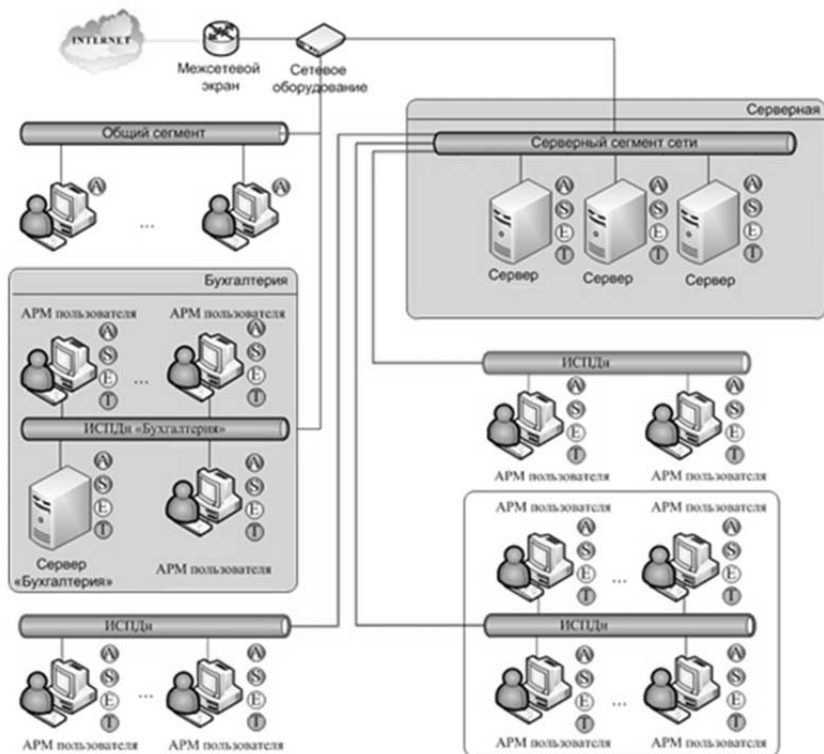 INTERNET
Межсетевой
экран
Сетевое
оборудование
Общий сегмент
A
A
...
Серверная
Серверный сегмент сети
A
S
E
T
A
S
E
T
A
S
E
T
Сервер
Сервер
Сервер
Бухгалтерия
АРМ пользователя
АРМ пользователя
A
S
E
T
...
A
S
E
T
ИСПДн «Бухгалтерия»
A
S
E
T
A
S
E
T
Сервер
«Бухгалтерия»
АРМ пользователя
ИСПДн
A
S
E
T
A
S
E
T
АРМ пользователя
АРМ пользователя
АРМ пользователя
АРМ пользователя
A
S
E
T
...
A
S
E
T
ИСПДн
A
S
E
T
...
A
S
E
T
АРМ пользователя
АРМ пользователя
ИСПДн
A
S
E
T
...
A
S
E
T
АРМ пользователя
АРМ пользователя